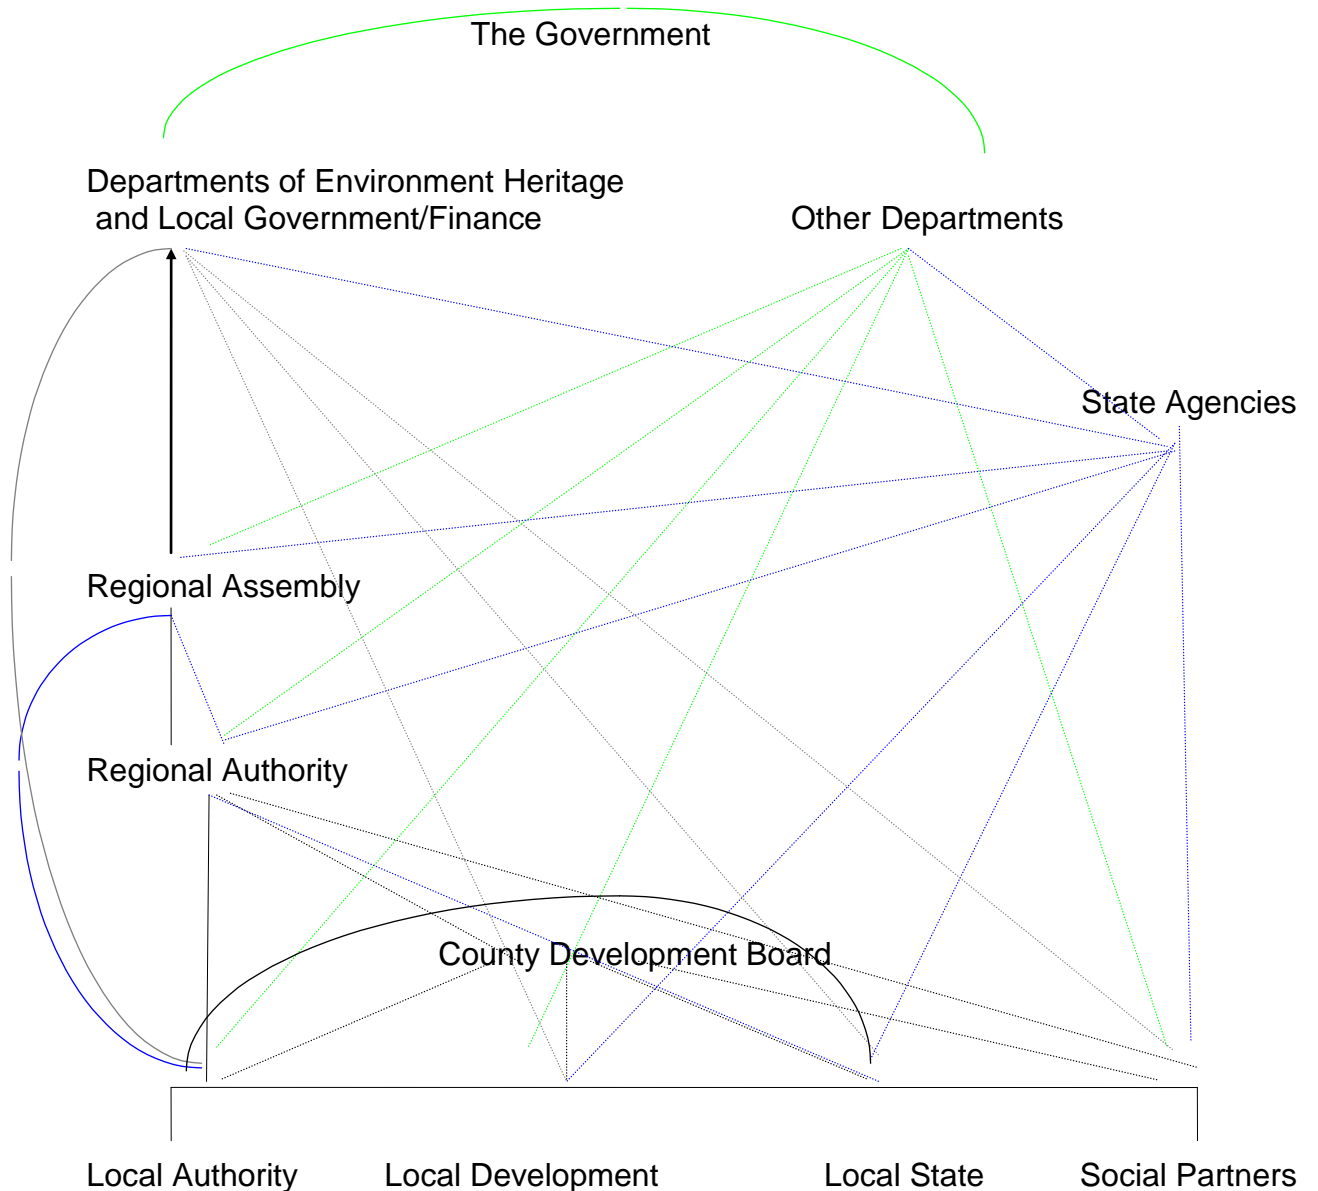 The Government
Departments of Environment Heritage
and Local Government/Finance
Other Departments
State Agencies
Regional Assembly
Regional Authority
County Development Board
Local Authority
Local Development
Local State
Social Partners